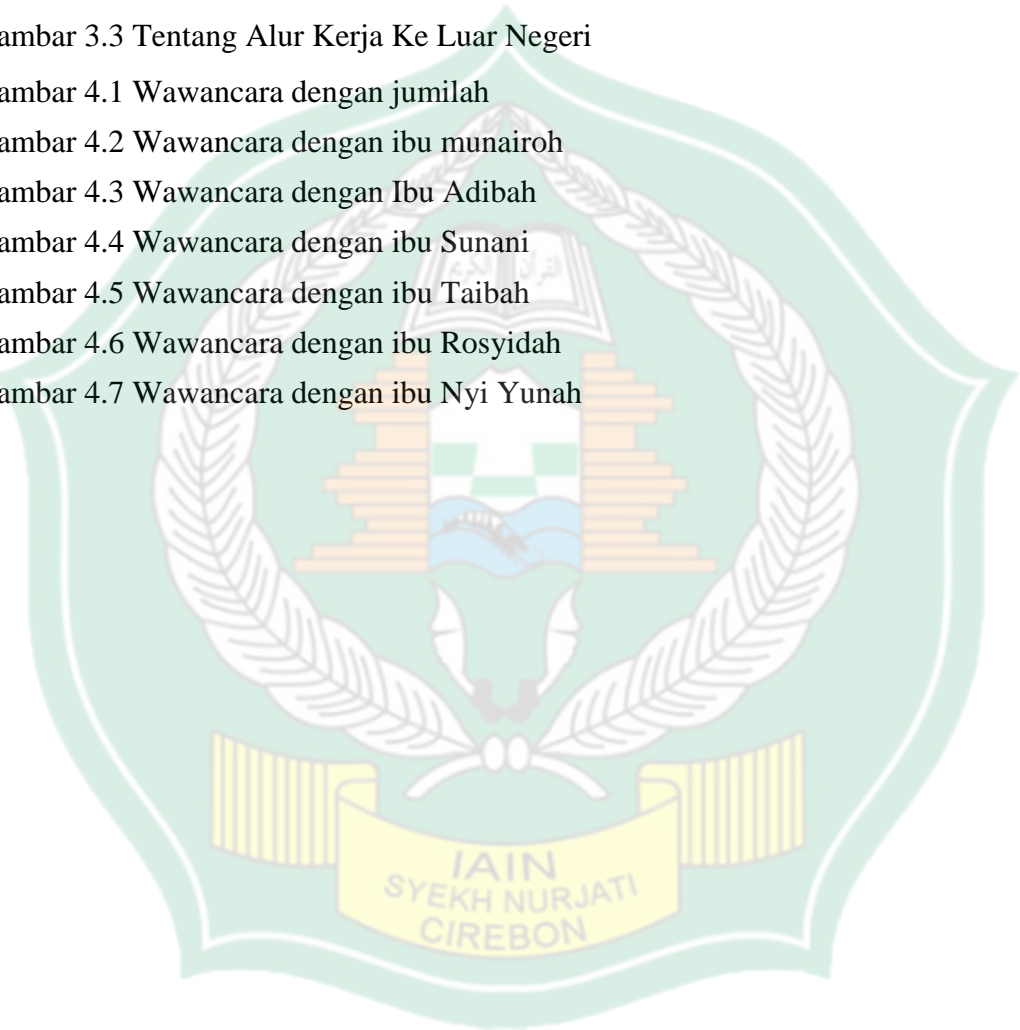 ambar 3.3 Tentang Alur Kerja Ke Luar Negeri
ambar 4.1 Wawancara dengan jumilah
ambar 4.2 Wawancara dengan ibu munairoh
ambar 4.3 Wawancara dengan Ibu Adibah
ambar 4.4 Wawancara dengan ibu Sunani
ambar 4.5 Wawancara dengan ibu Taibah
ambar 4.6 Wawancara dengan ibu Rosyidah
ambar 4.7 Wawancara dengan ibu Nyi Yunah
IAIN
SYEKH NURJATI
CIREBON